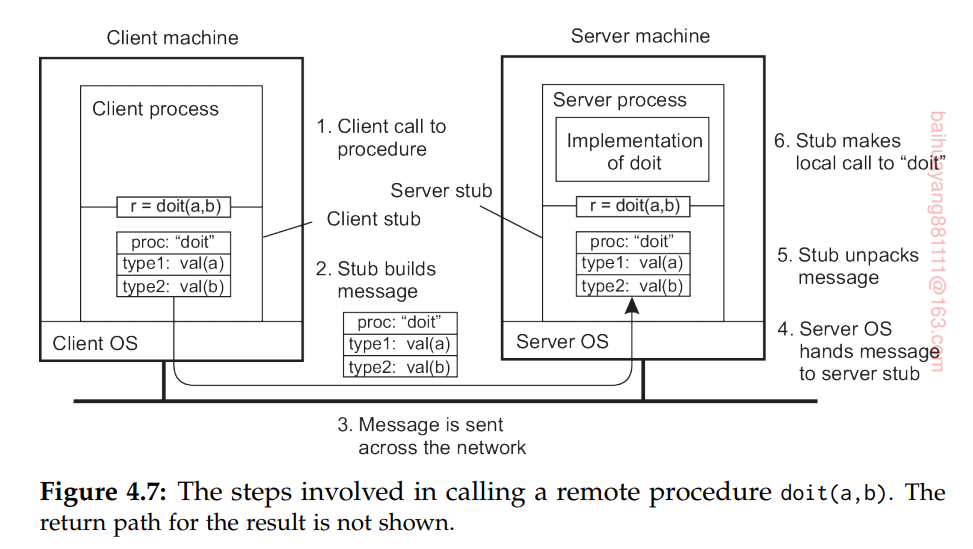 Client machine
Server machine
Client process
1. Client call to
procedure
Server process
Implementation
of doit
6. Stub makes
local call to “doit”
Server stub
r = doit(a,b)
Client stub
r = doit(a,b)
proc: “doit”
type1: val(a)
type2: val(b)
2. Stub builds
message
proc: “doit”
type1: val(a)
type2: val(b)
proc: “doit”
type1: val(a)
type2: val(b)
5. Stub unpacks
message
Client OS
Server OS
4. Server OS
hands message
to server stub
3. Message is sent
across the network
Figure 4.7: The steps involved in calling a remote procedure doit(a,b). The
return path for the result is not shown.